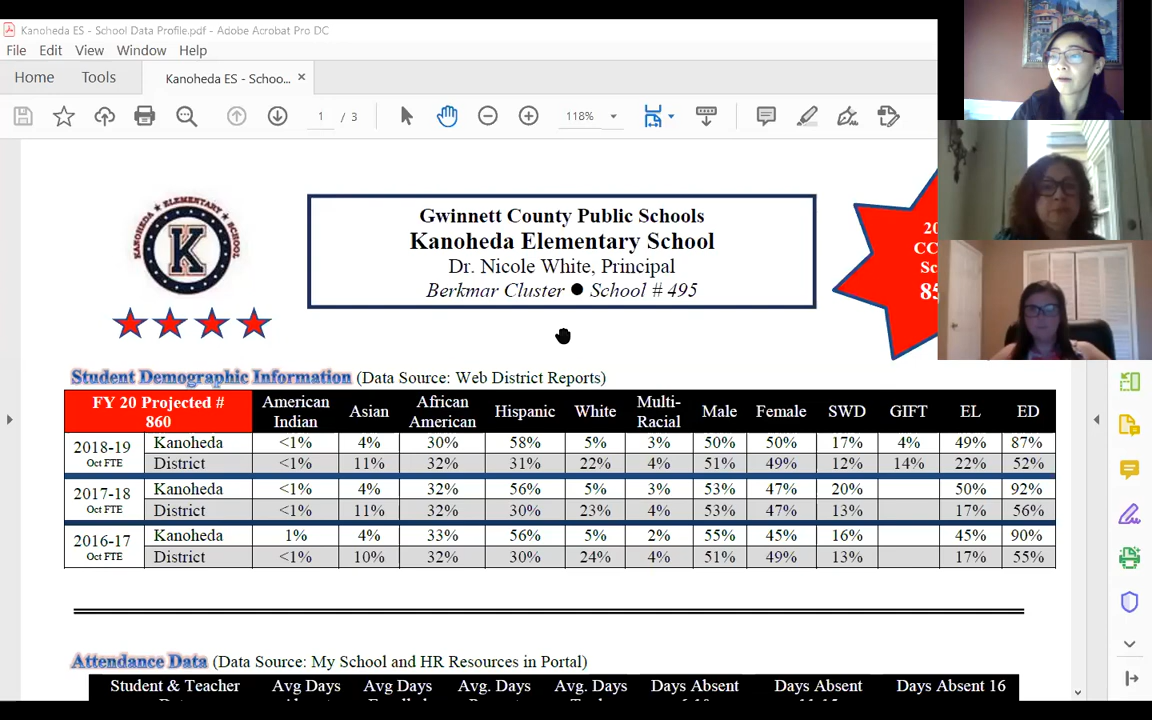 Kanoheda ES - School Data Profile.pdf - Adobe Acrobat Pro DC
File Edit View Window Help
Home Tools Kanoheda ES - Schoo... ×
1 / 3 118%
KANOHEDA ELEMENTARY SCHOOL
K
Gwinnett County Public Schools
Kanoheda Elementary School
Dr. Nicole White, Principal
Berkmar Cluster ● School # 495
20
CC
Sc
85
Student Demographic Information (Data Source: Web District Reports)
FY 20 Projected # 860 American Indian Asian African American Hispanic White Multi-Racial Male Female SWD GIFT EL ED
2018-19 Oct FTE Kanoheda <1% 4% 30% 58% 5% 3% 50% 50% 17% 4% 49% 87%
District <1% 11% 32% 31% 22% 4% 51% 49% 12% 14% 22% 52%
2017-18 Oct FTE Kanoheda <1% 4% 32% 56% 5% 3% 53% 47% 20% 50% 92%
District <1% 11% 32% 30% 23% 4% 53% 47% 13% 17% 56%
2016-17 Oct FTE Kanoheda 1% 4% 33% 56% 5% 2% 55% 45% 16% 45% 90%
District <1% 10% 32% 30% 24% 4% 51% 49% 13% 17% 55%
Attendance Data (Data Source: My School and HR Resources in Portal)
Student & Teacher Avg Days Avg Days Avg. Days Avg. Days Days Absent Days Absent Days Absent 16